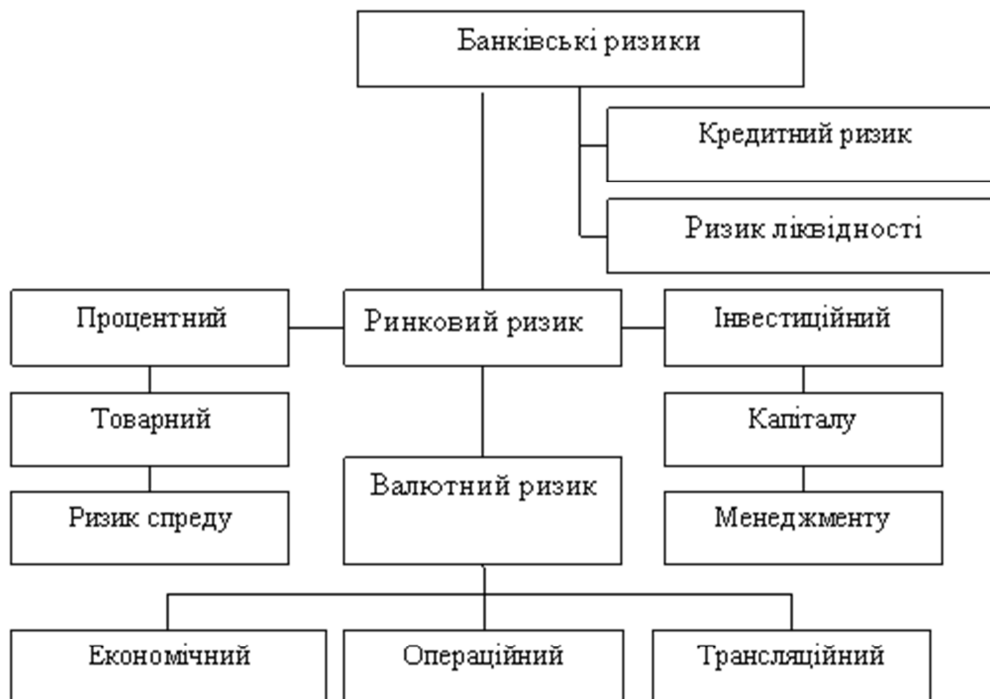 Банківські ризики
Кредитний ризик
Ризик ліквідності
Процентний
Ринковий ризик
Інвестиційний
Товарний
Капіталу
Валютний ризик
Ризик спреду
Менеджменту
Економічний
Операційний
Трансляційний